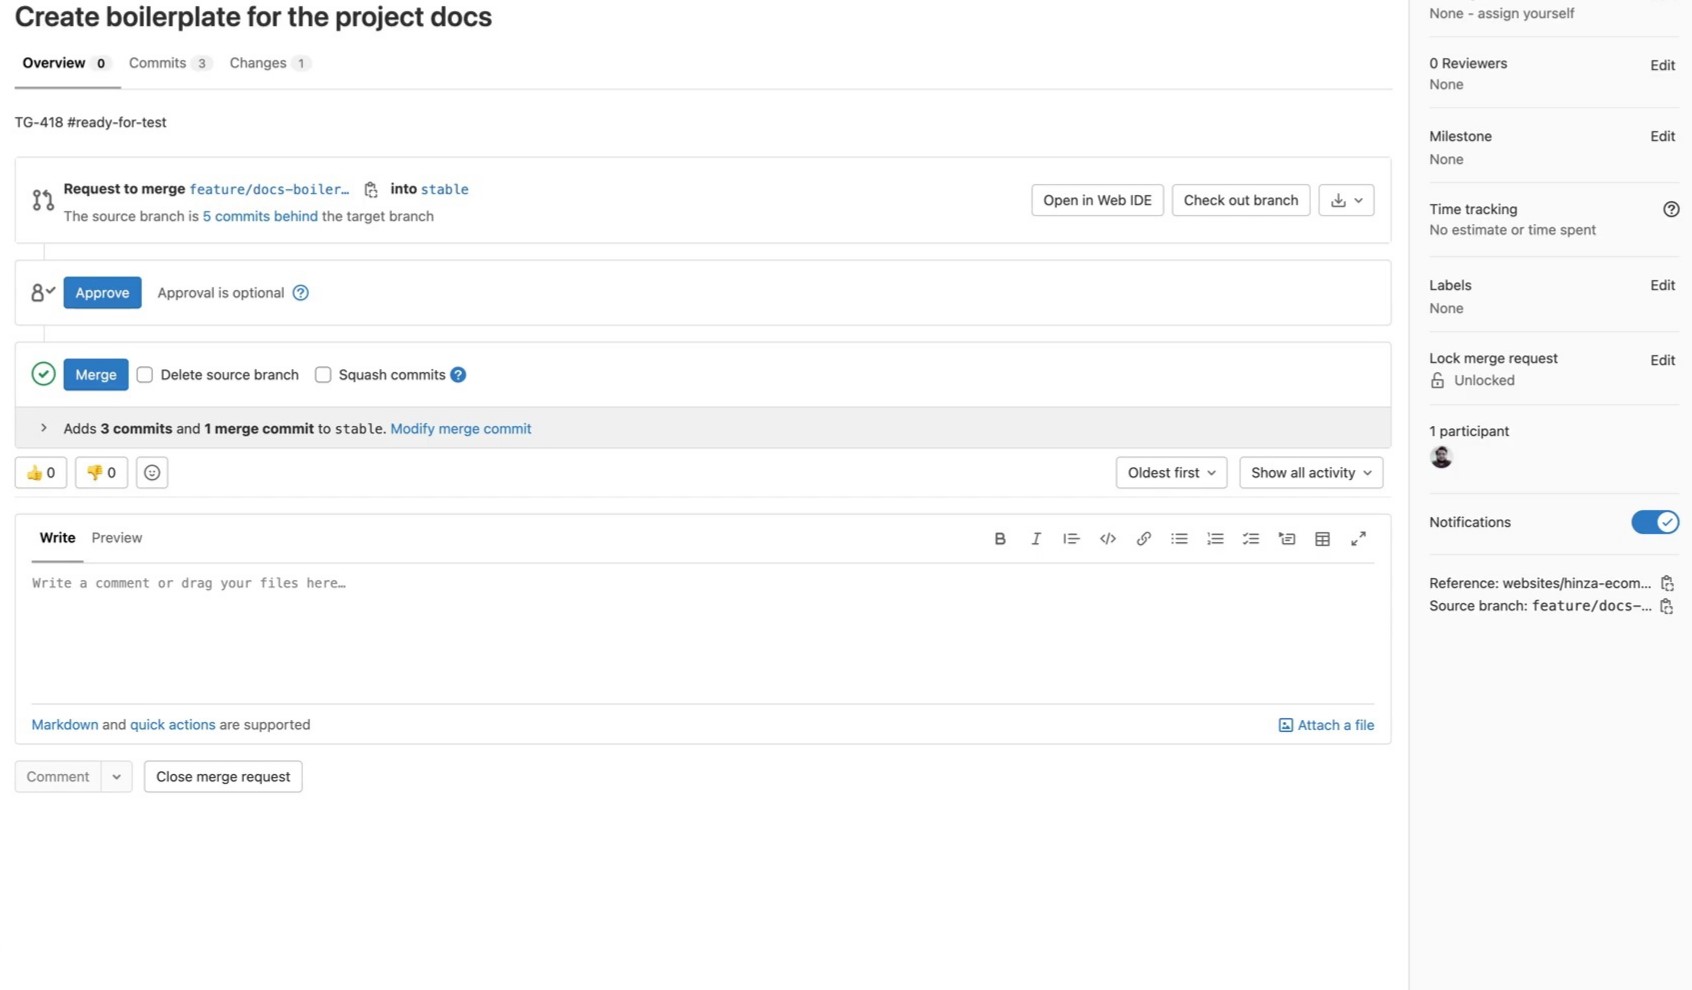 Create boilerplate for the project docs
Overview 0 Commits 3 Changes 1
TG-418 #ready-for-test
Request to merge feature/docs-boiler… into stable
The source branch is 5 commits behind the target branch
Open in Web IDE
Check out branch
Approve Approval is optional
Merge Delete source branch Squash commits
Adds 3 commits and 1 merge commit to stable. Modify merge commit
👍 0 👎 0
Oldest first
Show all activity
Write Preview
Write a comment or drag your files here…
Markdown and quick actions are supported
Attach a file
Comment
Close merge request
None - assign yourself
0 Reviewers Edit
None
Milestone Edit
None
Time tracking
No estimate or time spent
Labels Edit
None
Lock merge request Edit
Unlocked
1 participant
Notifications
Reference: websites/hinza-ecom…
Source branch: feature/docs-…